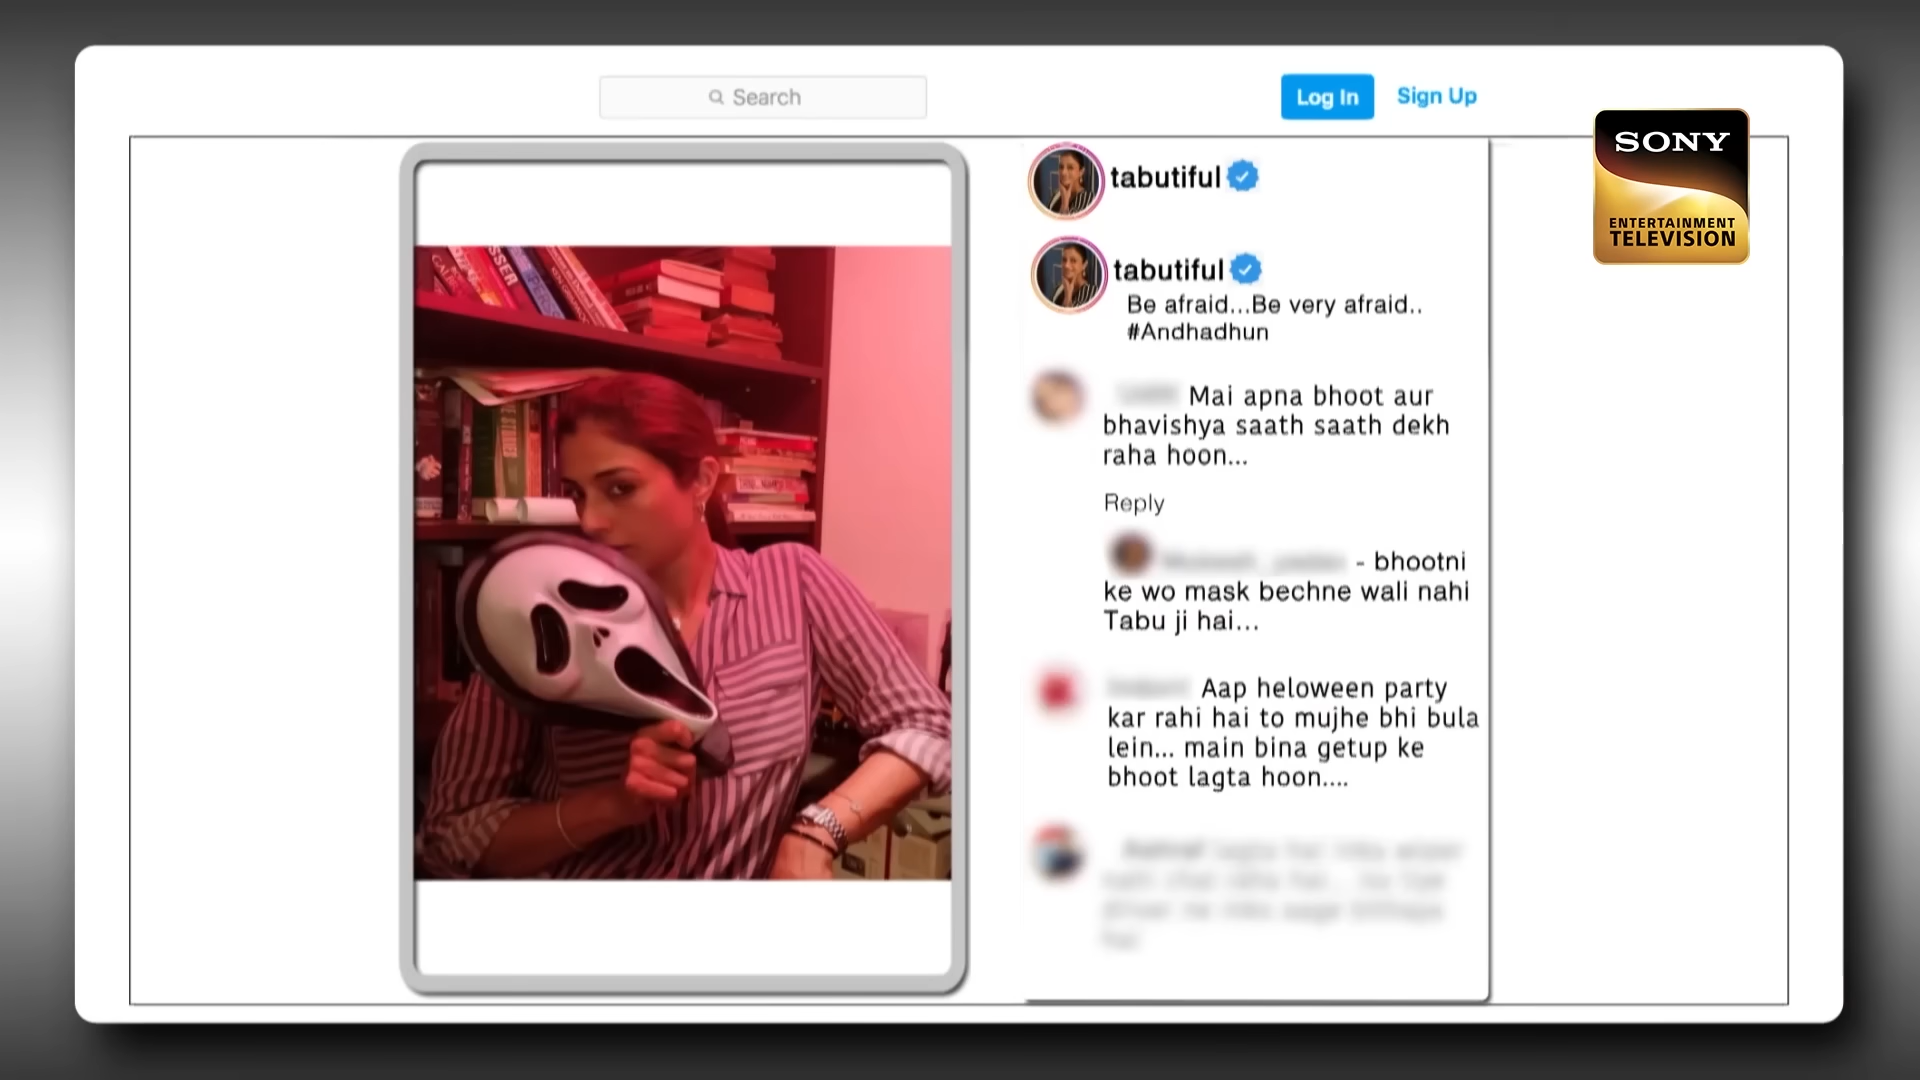 Search
Log In
Sign Up
SONY
ENTERTAINMENT
TELEVISION
tabutiful
tabutiful
Be afraid...Be very afraid..
#Andhadhun
Mai apna bhoot aur
bhavishya saath saath dekh
raha hoon...
Reply
- bhootni
ke wo mask bechne wali nahi
Tabu ji hai...
Aap heloween party
kar rahi hai to mujhe bhi bula
lein... main bina getup ke
bhoot lagta hoon....